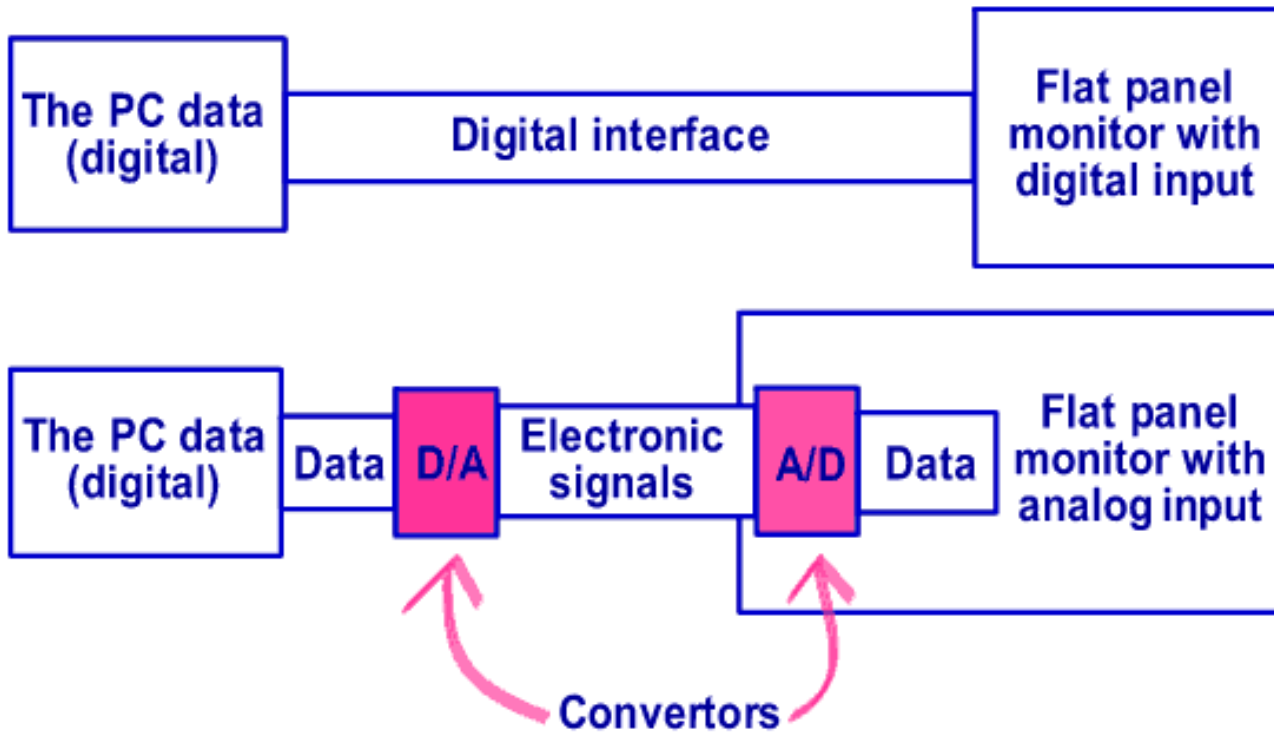 The PC data
(digital)
Digital interface
Flat panel
monitor with
digital input
The PC data
(digital)
Data
D/A
Electronic
signals
A/D
Data
Flat panel
monitor with
analog input
Convertors